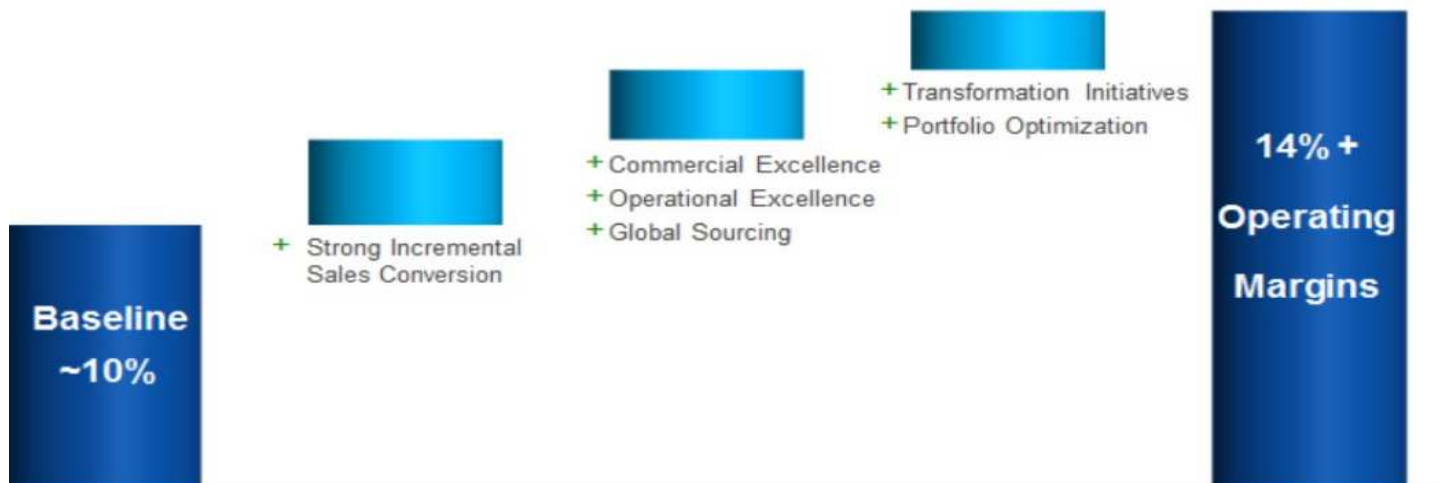 Baseline
~10%
+ Strong Incremental
Sales Conversion
+ Commercial Excellence
+ Operational Excellence
+ Global Sourcing
+ Transformation Initiatives
+ Portfolio Optimization
14% +
Operating
Margins